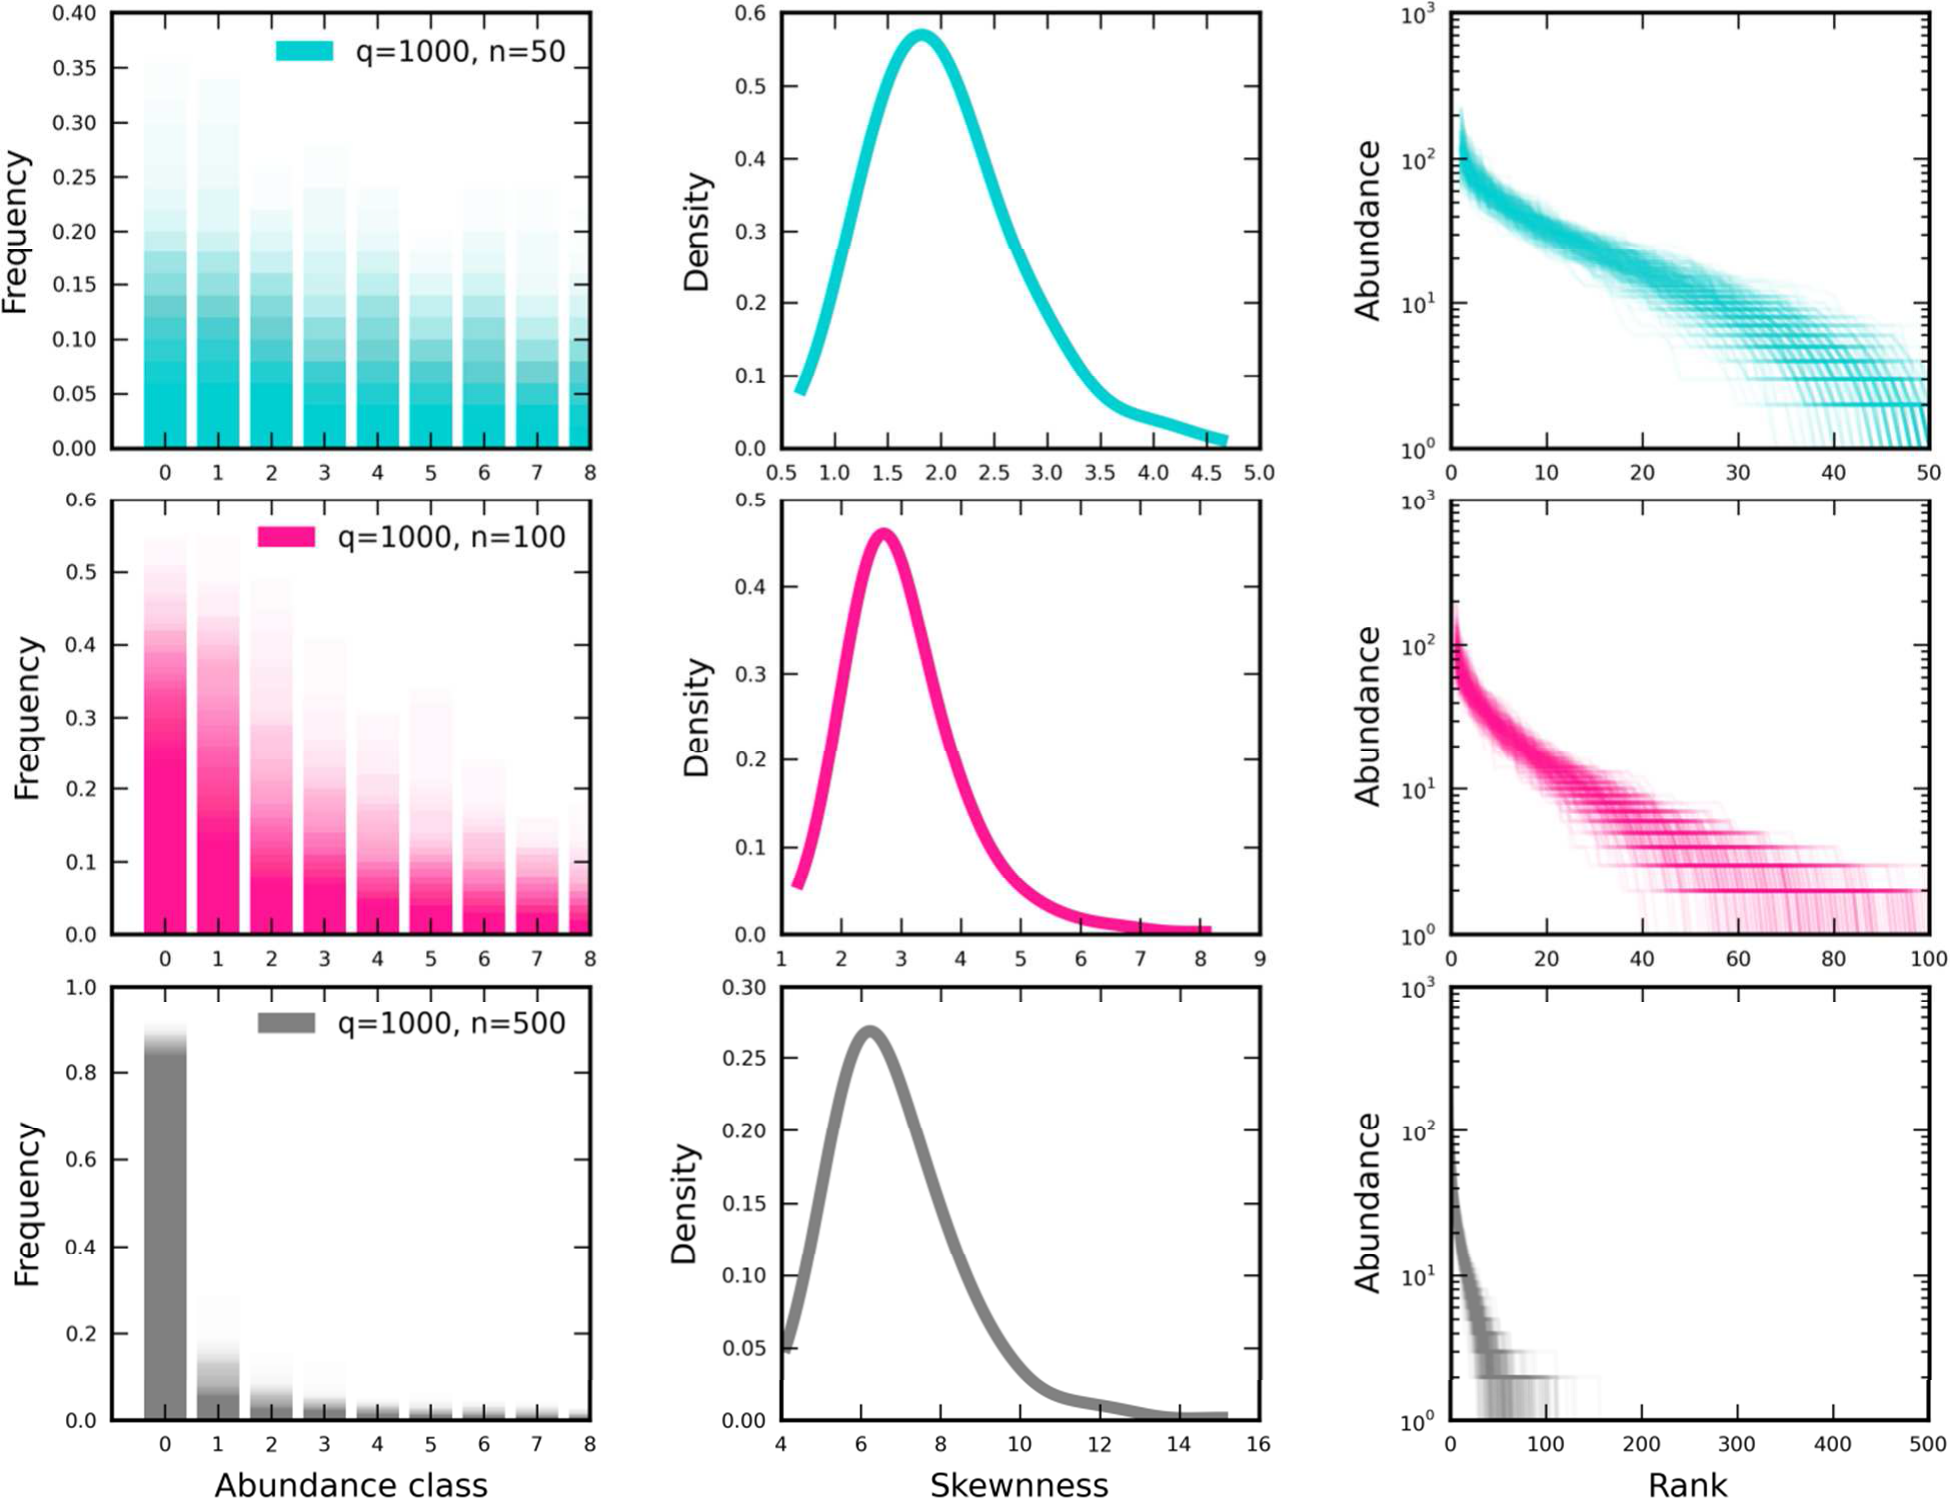 0.40
0.35
0.30
0.25
0.20
0.15
0.10
0.05
0.00
Frequency
q=1000, n=50
0 1 2 3 4 5 6 7 8
0.6
0.5
0.4
0.3
0.2
0.1
0.0
Density
0.5 1.0 1.5 2.0 2.5 3.0 3.5 4.0 4.5 5.0
10³
10²
10¹
10⁰
Abundance
0 10 20 30 40 50
0.6
0.5
0.4
0.3
0.2
0.1
0.0
Frequency
q=1000, n=100
0 1 2 3 4 5 6 7 8
0.5
0.4
0.3
0.2
0.1
0.0
Density
1 2 3 4 5 6 7 8 9
10³
10²
10¹
10⁰
Abundance
0 20 40 60 80 100
1.0
0.8
0.6
0.4
0.2
0.0
Frequency
q=1000, n=500
0 1 2 3 4 5 6 7 8
Abundance class
0.30
0.25
0.20
0.15
0.10
0.05
0.00
Density
4 6 8 10 12 14 16
Skewnness
10³
10²
10¹
10⁰
Abundance
0 100 200 300 400 500
Rank